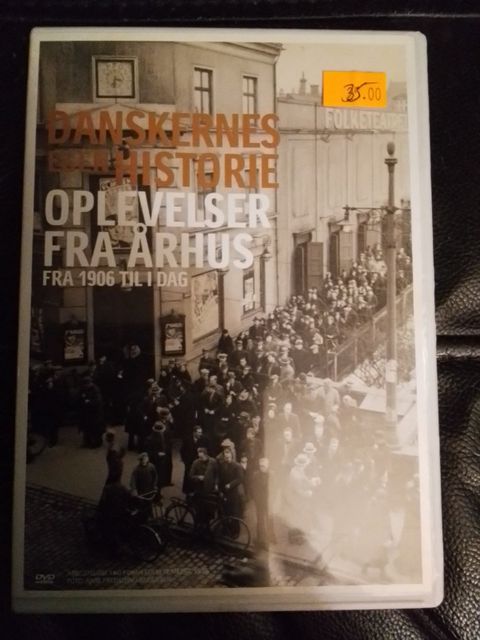 35.00
FOLKETEATRET
DANSKERNES
EGEN HISTORIE
OPLEVELSER
FRA ÅRHUS
FRA 1906 TIL I DAG
DVD